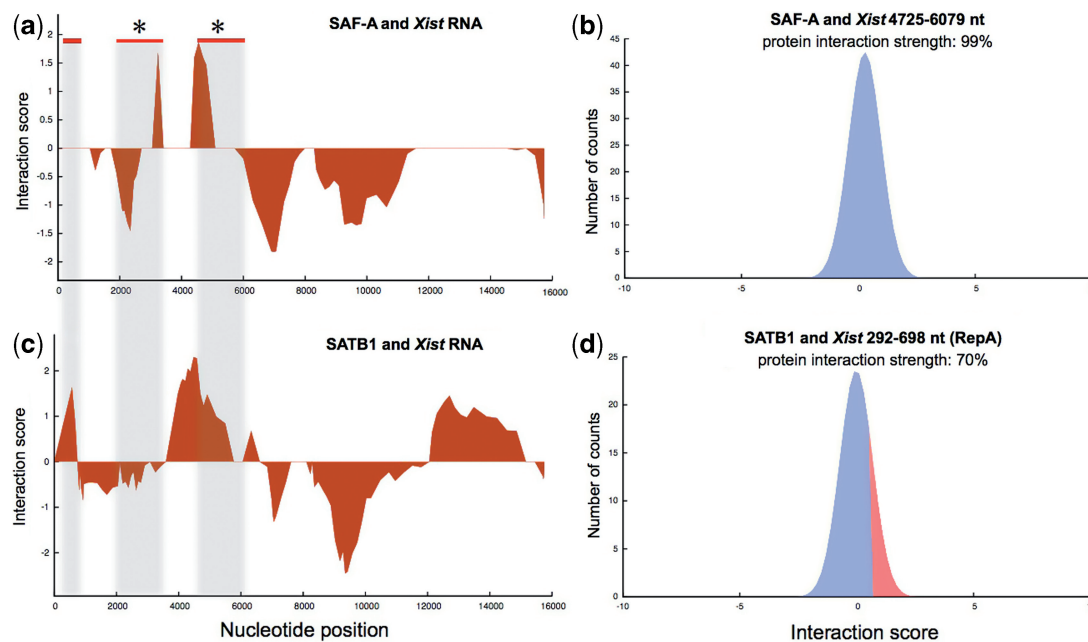 (a)
SAF-A and Xist RNA
* *
Interaction score
2
1.5
1
0.5
0
-0.5
-1
-1.5
-2
0 2000 4000 6000 8000 10000 12000 14000 16000
(b)
SAF-A and Xist 4725-6079 nt
protein interaction strength: 99%
Number of counts
45
40
35
30
25
20
15
10
5
0
-10 -5 0 5
(c)
SATB1 and Xist RNA
Interaction score
2
1
0
-1
-2
0 2000 4000 6000 8000 10000 12000 14000 16000
Nucleotide position
(d)
SATB1 and Xist 292-698 nt (RepA)
protein interaction strength: 70%
Number of counts
25
20
15
10
5
0
-10 -5 0 5
Interaction score